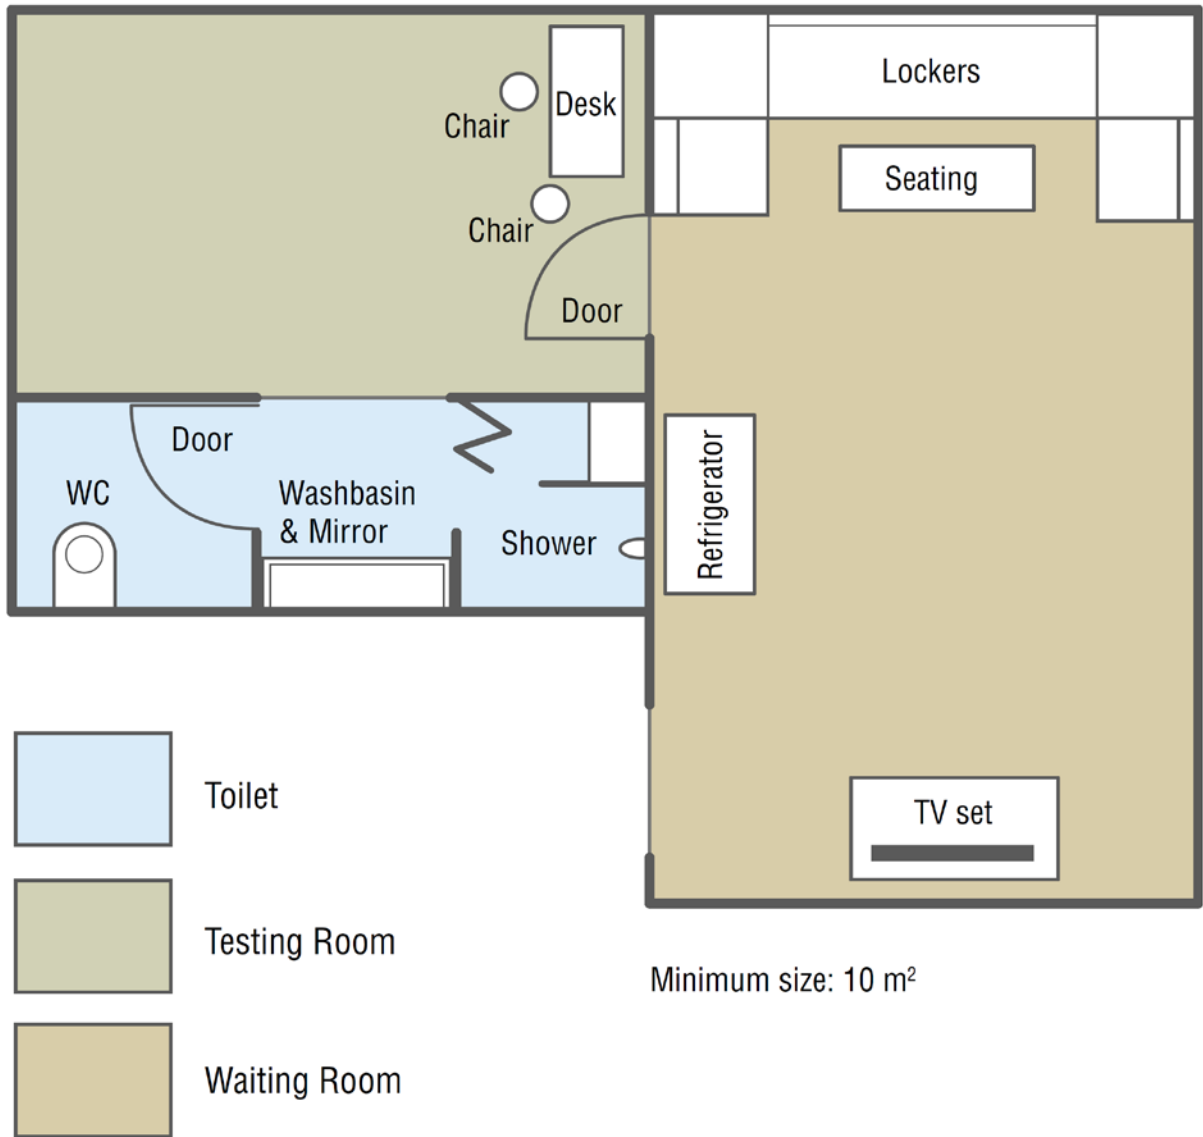 Lockers
Desk
Chair
Seating
Chair
Door
Door
WC
Washbasin
& Mirror
Shower
Refrigerator
TV set
Toilet
Testing Room
Waiting Room
Minimum size: 10 m²